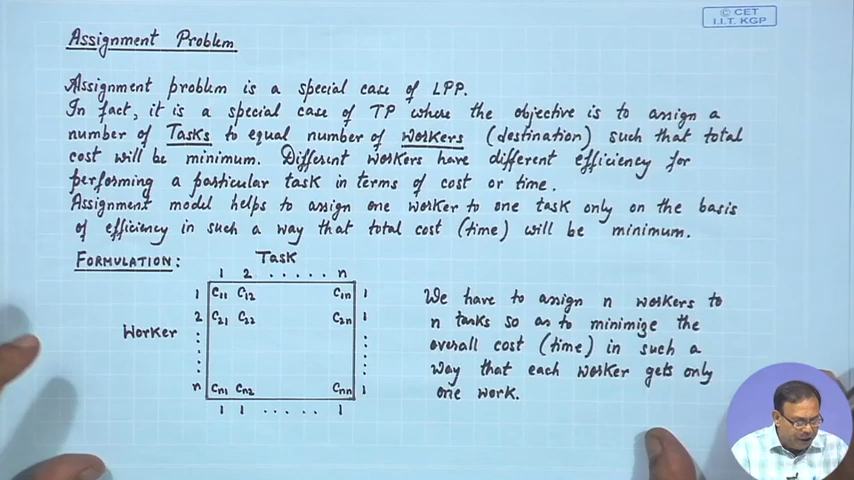 © CET
I.I.T. KGP
Assignment Problem
Assignment problem is a special case of LPP.
In fact, it is a special case of TP where the objective is to assign a
number of Tasks to equal number of workers (destination) such that total
cost will be minimum. Different workers have different efficiency for
performing a particular task in terms of cost or time.
Assignment model helps to assign one worker to one task only on the basis
of efficiency in such a way that total cost (time) will be minimum.
FORMULATION:
Task
1 2 ...... n
1 C11 C12 C1n 1
2 C21 C22 C2n 1
Worker
n Cn1 Cn2 Cnn 1
1 1 ...... 1
We have to assign n workers to
n tasks so as to minimize the
overall cost (time) in such a
way that each worker gets only
one work.